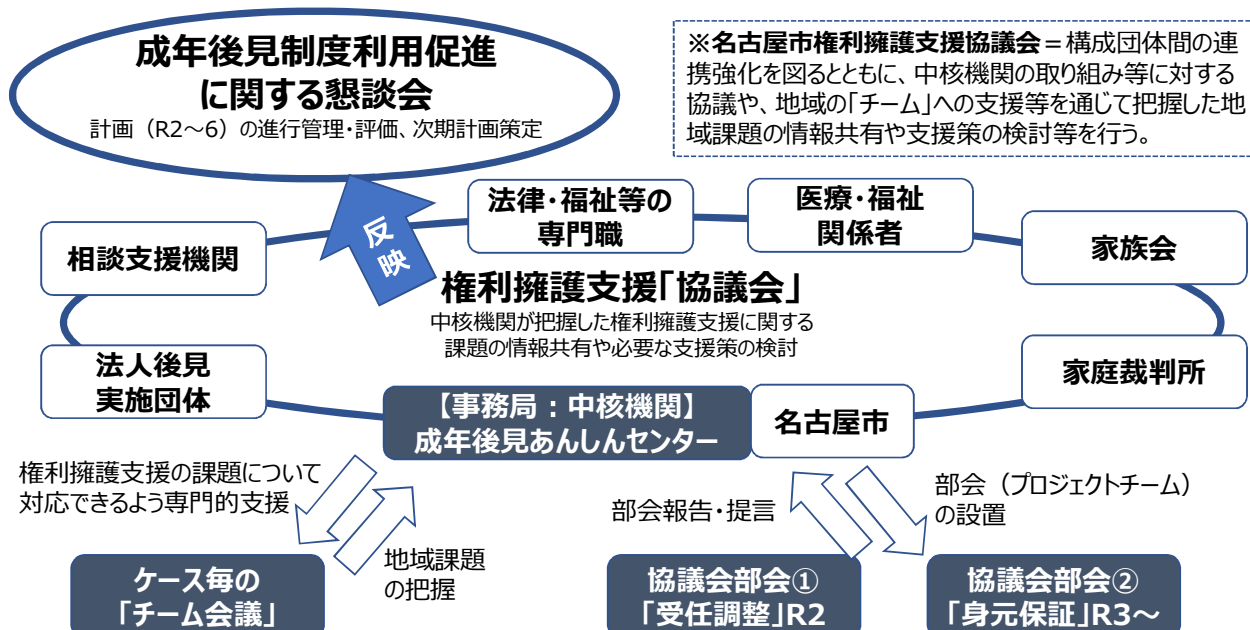 成年後見制度利用促進
に関する懇談会
計画（R2～6）の進行管理・評価、次期計画策定
※名古屋市権利擁護支援協議会＝構成団体間の連
携強化を図るとともに、中核機関の取り組み等に対する
協議や、地域の「チーム」への支援等を通じて把握した地
域課題の情報共有や支援策の検討等を行う。
反
映
相談支援機関
法律・福祉等の
専門職
医療・福祉
関係者
家族会
権利擁護支援「協議会」
中核機関が把握した権利擁護支援に関する
課題の情報共有や必要な支援策の検討
法人後見
実施団体
【事務局：中核機関】
成年後見あんしんセンター
名古屋市
家庭裁判所
権利擁護支援の課題について
対応できるよう専門的支援
地域課題
の把握
部会報告・提言
部会（プロジェクトチーム）
の設置
ケース毎の
「チーム会議」
協議会部会①
「受任調整」R2
協議会部会②
「身元保証」R3～